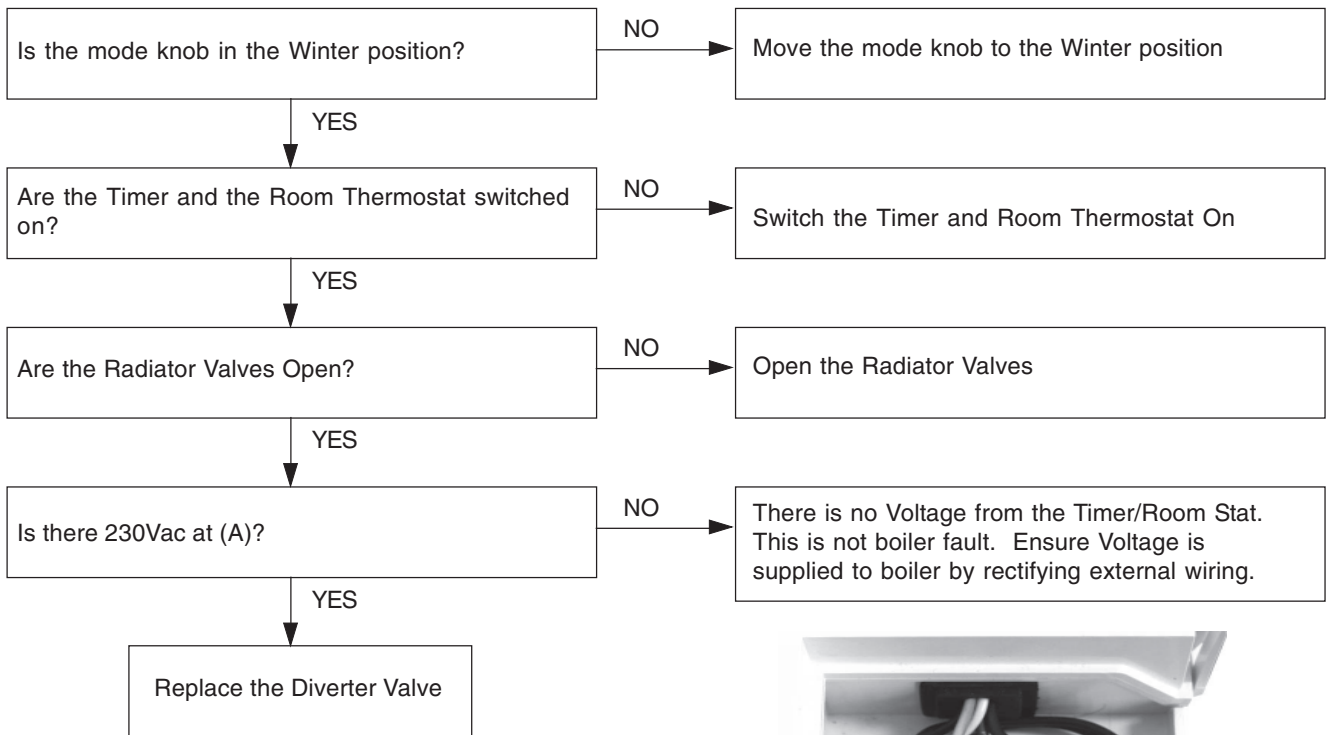 Is the mode knob in the Winter position?
NO
Move the mode knob to the Winter position
YES
Are the Timer and the Room Thermostat switched
on?
NO
Switch the Timer and Room Thermostat On
YES
Are the Radiator Valves Open?
NO
Open the Radiator Valves
YES
Is there 230Vac at (A)?
NO
There is no Voltage from the Timer/Room Stat.
This is not boiler fault. Ensure Voltage is
supplied to boiler by rectifying external wiring.
YES
Replace the Diverter Valve